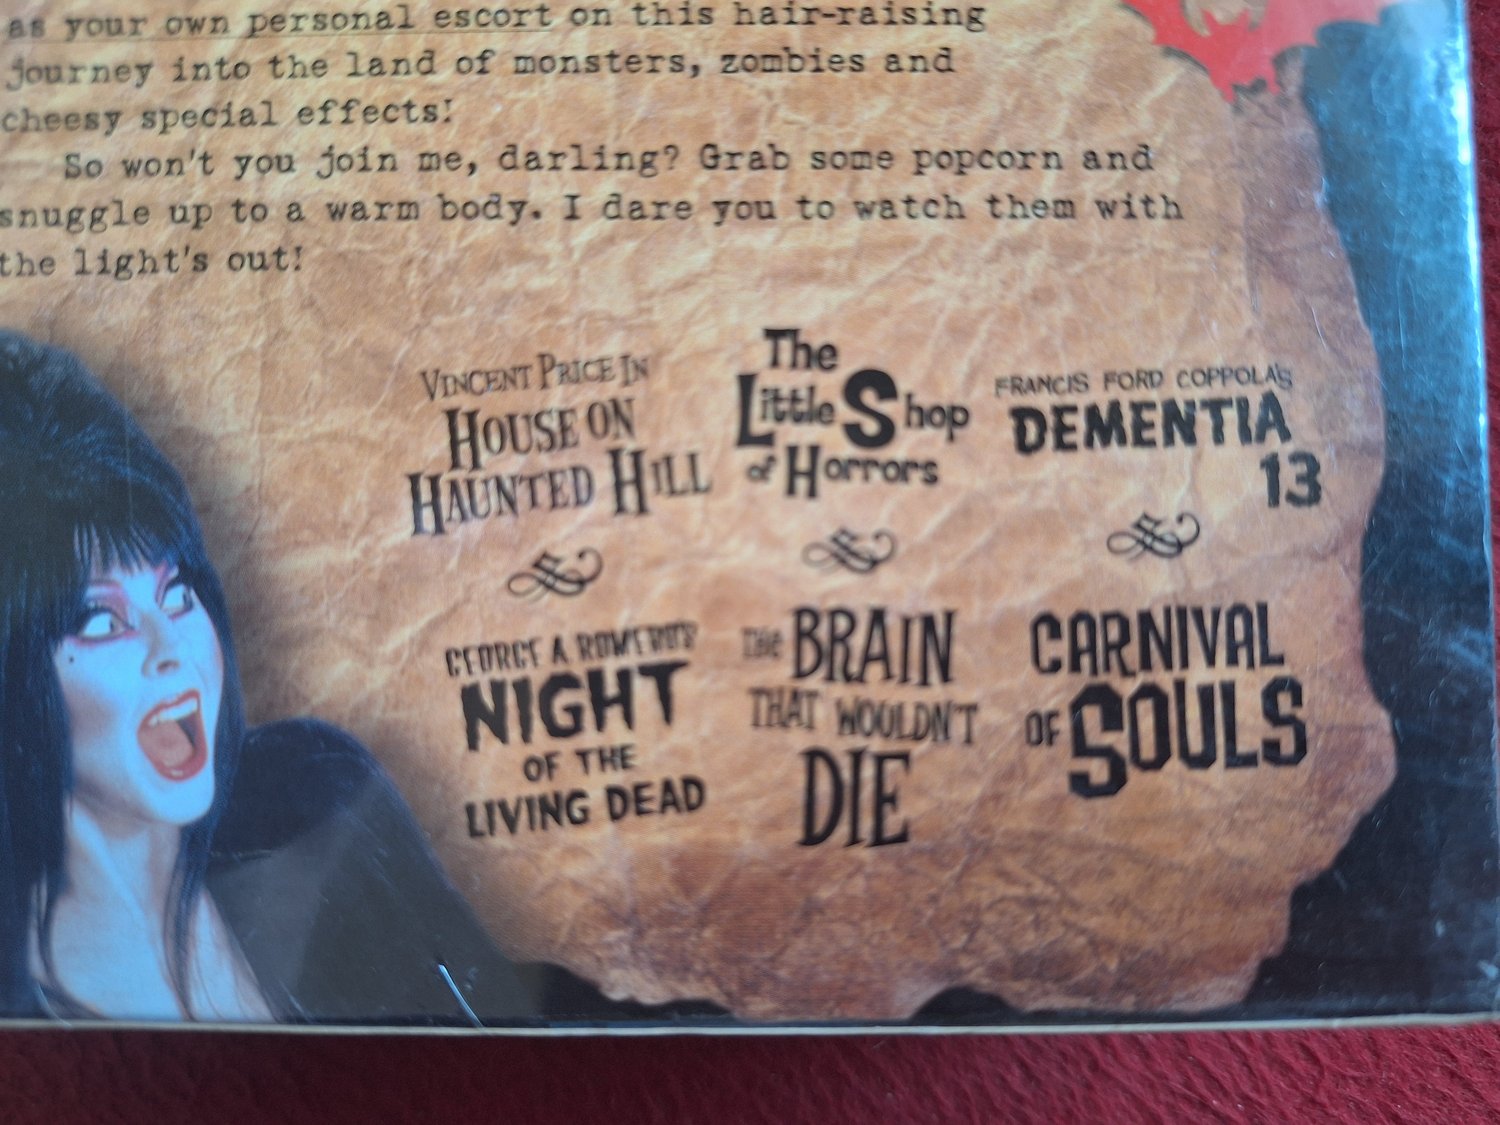 as your own personal escort on this hair-raising
journey into the land of monsters, zombies and
cheesy special effects!
So won't you join me, darling? Grab some popcorn and
snuggle up to a warm body. I dare you to watch them with
the light's out!
VINCENT PRICE IN
HOUSE ON
HAUNTED HILL
The
Little Shop
of Horrors
FRANCIS FORD COPPOLA'S
DEMENTIA
13
GEORGE A ROMERO'S
NIGHT
OF THE
LIVING DEAD
THE BRAIN
THAT WOULDN'T
DIE
CARNIVAL
OF SOULS